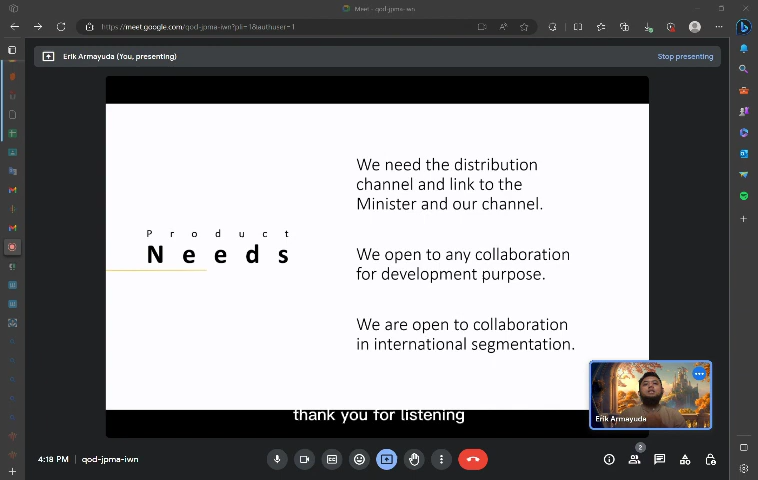 Meet - qod-jpma-iwn
https://meet.google.com/qod-jpma-iwn?pli=1&authuser=1
Erik Armayuda (You, presenting)
Stop presenting
We need the distribution
channel and link to the
Minister and our channel.
Product
Needs
We open to any collaboration
for development purpose.
We are open to collaboration
in international segmentation.
Erik Armayuda
thank you for listening
4:18 PM | qod-jpma-iwn
2